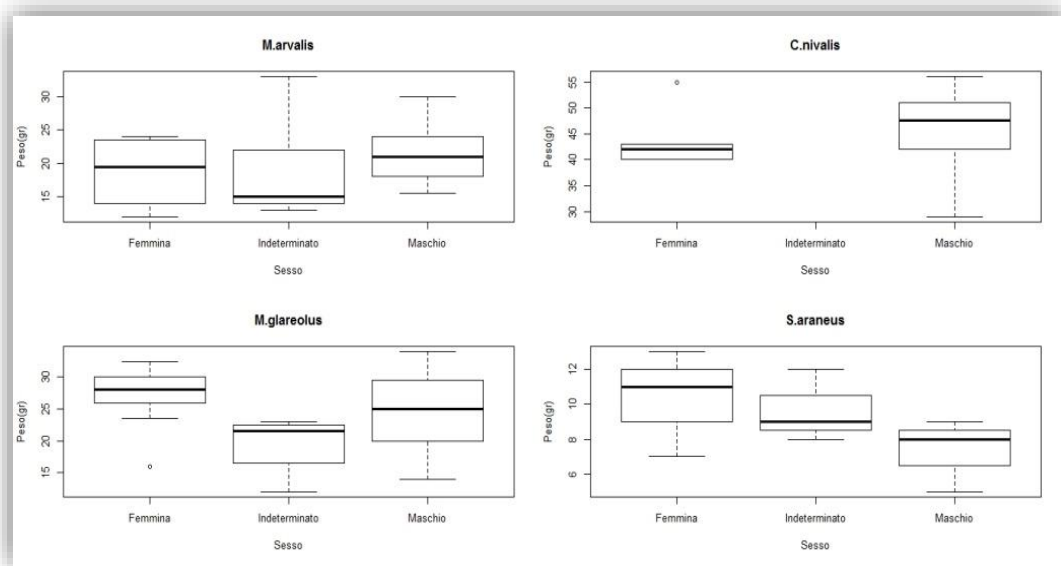 M.arvalis
Peso(gr)
30
25
20
15
Femmina Indeterminato Maschio
Sesso
C.nivalis
Peso(gr)
55
50
45
40
35
30
Femmina Indeterminato Maschio
Sesso
M.glareolus
Peso(gr)
30
25
20
15
Femmina Indeterminato Maschio
Sesso
S.araneus
Peso(gr)
12
10
8
6
Femmina Indeterminato Maschio
Sesso